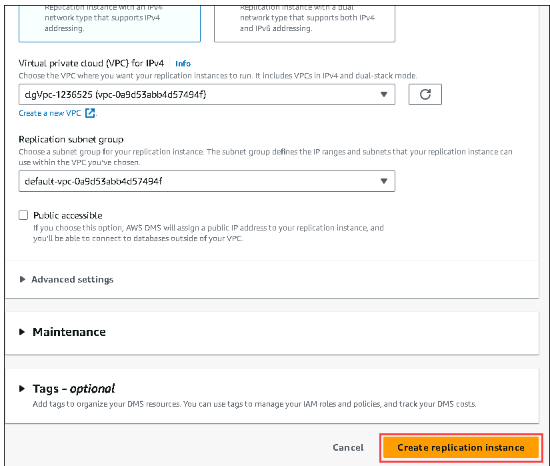 Replication instance with an IPv4
network type that supports IPv4
addressing.
Replication instance with a dual
network type that supports both IPv4
and IPv6 addressing.
Virtual private cloud (VPC) for IPv4 Info
Choose the VPC where you want your replication instances to run. It includes VPCs in IPv4 and dual-stack mode.
clgVpc-1236525 (vpc-0a9d53abb4d57494f)
Create a new VPC
Replication subnet group
Choose a subnet group for your replication instance. The subnet group defines the IP ranges and subnets that your replication instance can
use within the VPC you've chosen.
default-vpc-0a9d53abb4d57494f
Public accessible
If you choose this option, AWS DMS will assign a public IP address to your replication instance, and
you'll be able to connect to databases outside of your VPC.
Advanced settings
Maintenance
Tags - optional
Add tags to organize your DMS resources. You can use tags to manage your IAM roles and policies, and track your DMS costs.
Cancel
Create replication instance